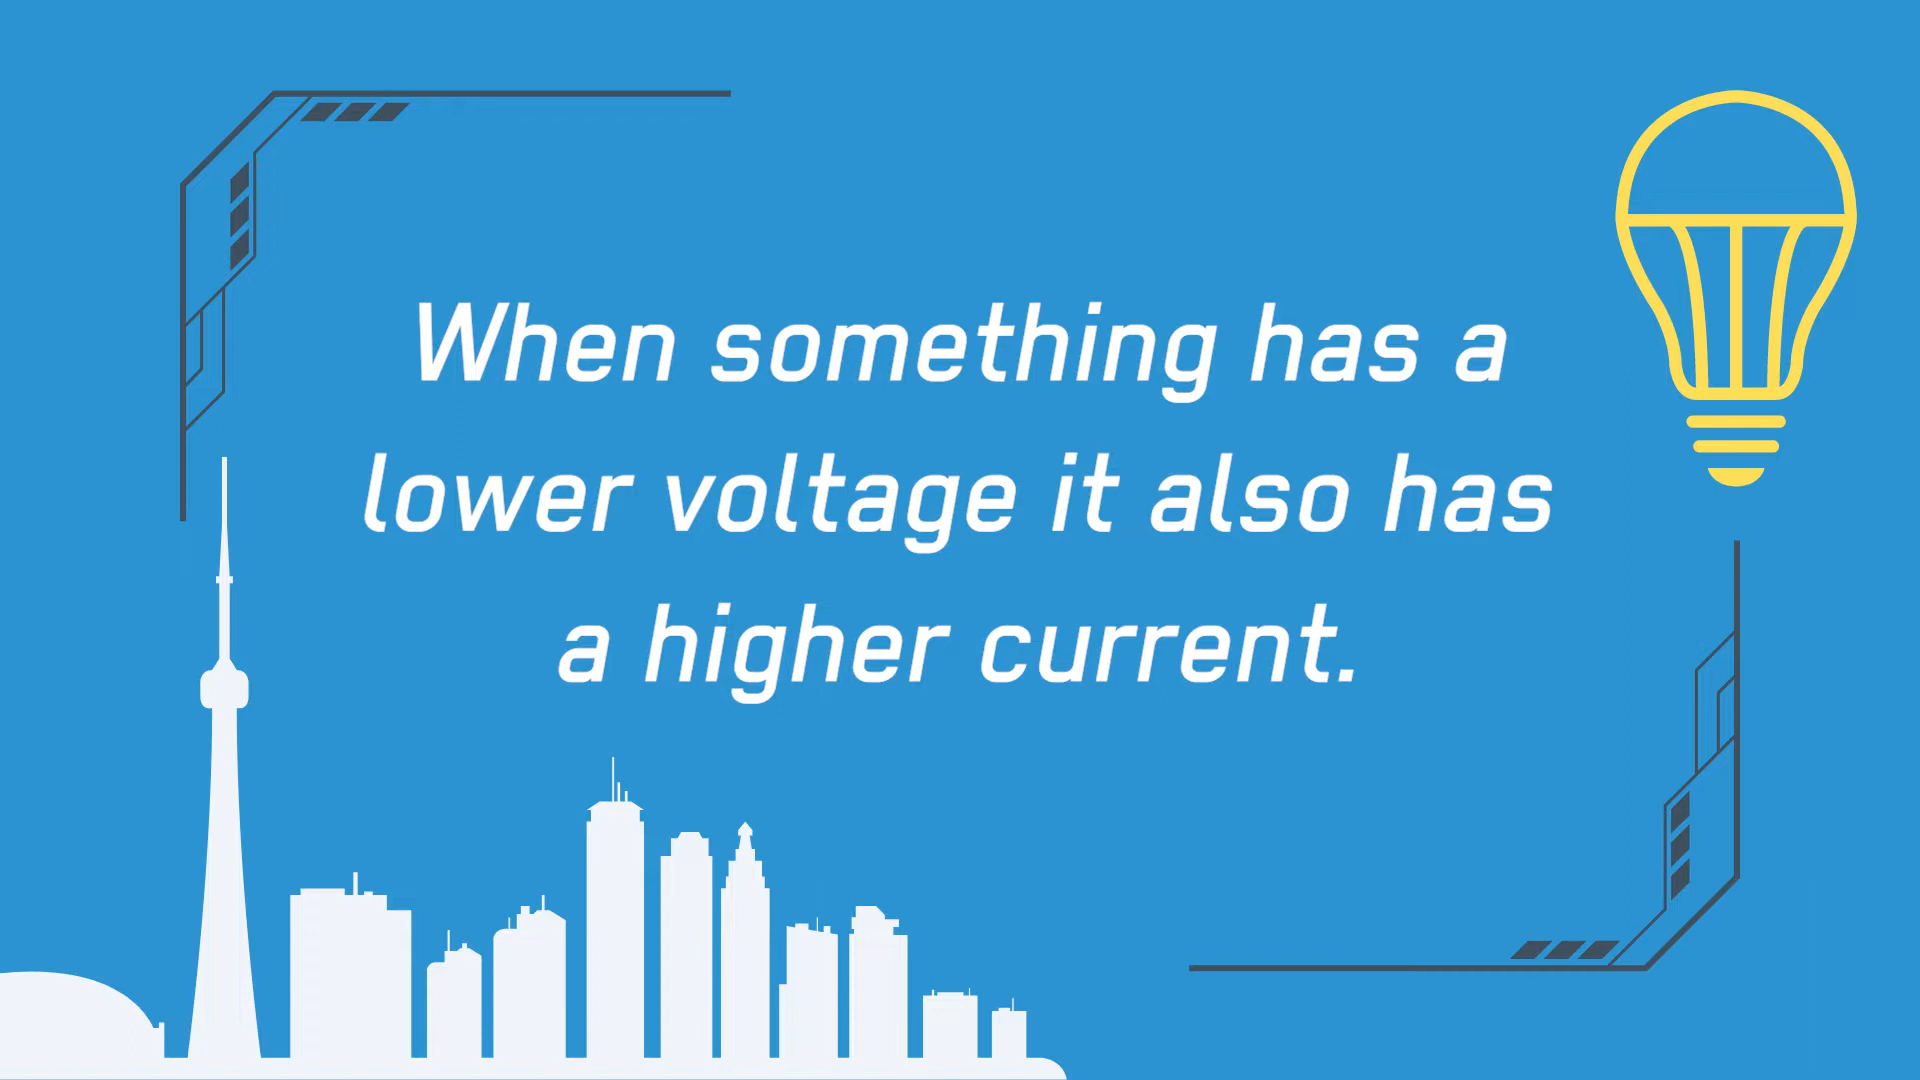 When something has a
lower voltage it also has
a higher current.